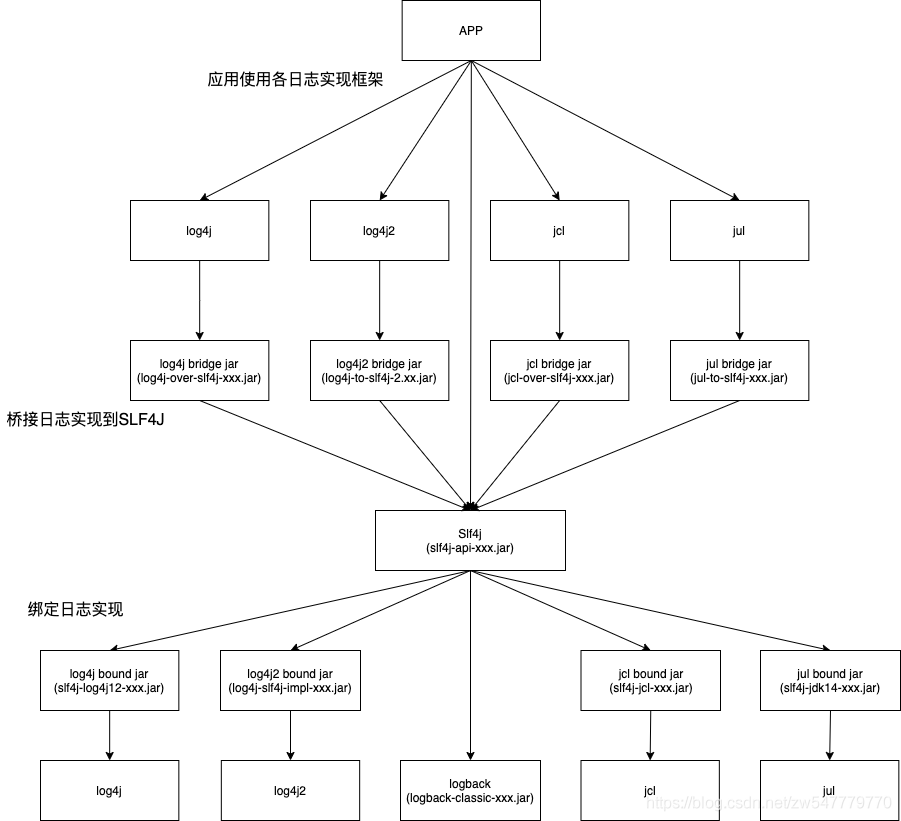 APP
应用使用各日志实现框架
log4j
log4j2
jcl
jul
log4j bridge jar
(log4j-over-slf4j-xxx.jar)
log4j2 bridge jar
(log4j-to-slf4j-2.xx.jar)
jcl bridge jar
(jcl-over-slf4j-xxx.jar)
jul bridge jar
(jul-to-slf4j-xxx.jar)
桥接日志实现到SLF4J
Slf4j
(slf4j-api-xxx.jar)
绑定日志实现
log4j bound jar
(slf4j-log4j12-xxx.jar)
log4j2 bound jar
(log4j-slf4j-impl-xxx.jar)
jcl bound jar
(slf4j-jcl-xxx.jar)
jul bound jar
(slf4j-jdk14-xxx.jar)
log4j
log4j2
logback
(logback-classic-xxx.jar)
jcl
jul
https://blog.csdn.net/zw547779770